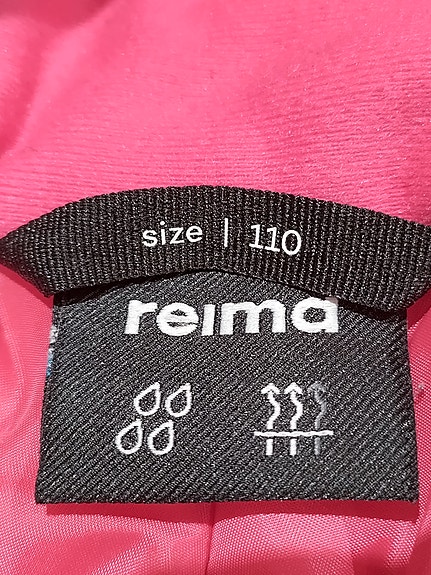 size | 110
reima